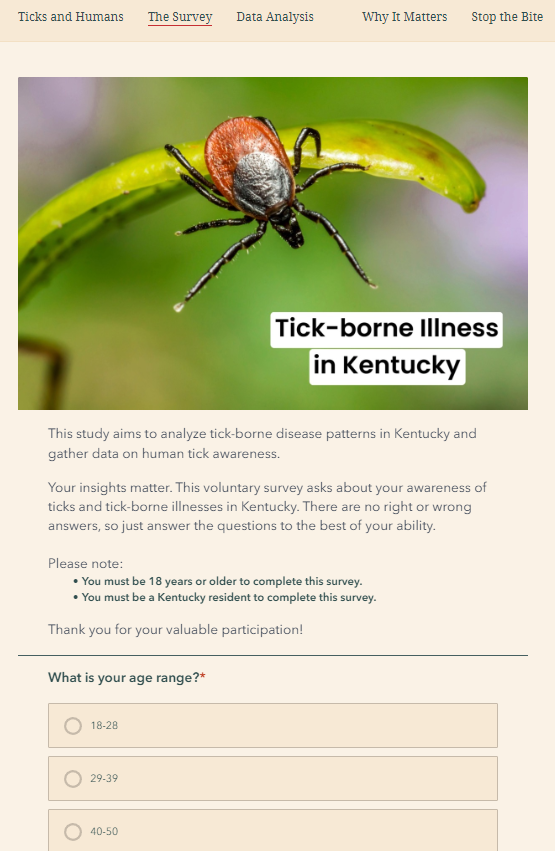 Ticks and Humans The Survey Data Analysis Why It Matters Stop the Bite
Tick-borne Illness
in Kentucky
This study aims to analyze tick-borne disease patterns in Kentucky and
gather data on human tick awareness.
Your insights matter. This voluntary survey asks about your awareness of
ticks and tick-borne illnesses in Kentucky. There are no right or wrong
answers, so just answer the questions to the best of your ability.
Please note:
• You must be 18 years or older to complete this survey.
• You must be a Kentucky resident to complete this survey.
Thank you for your valuable participation!
What is your age range?*
18-28
29-39
40-50